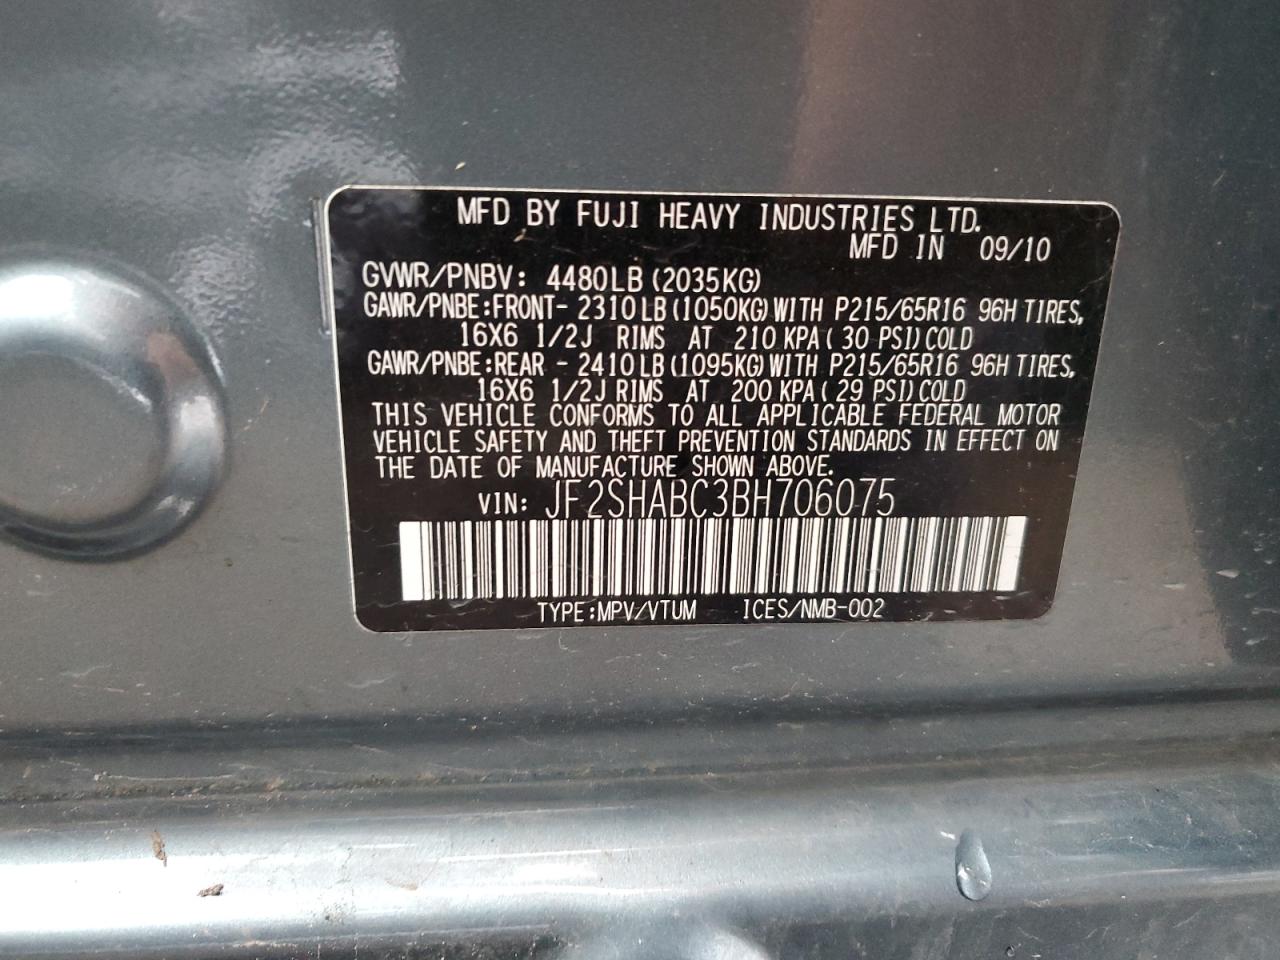 MFD BY FUJI HEAVY INDUSTRIES LTD.
MFD IN 09/10
GVWR/PNBV: 4480LB (2035KG)
GAWR/PNBE:FRONT- 2310LB(1050KG)WITH P215/65R16 96H TIRES,
16X6 1/2J RIMS AT 210 KPA( 30 PSI)COLD
GAWR/PNBE:REAR - 2410LB(1095KG)WITH P215/65R16 96H TIRES,
16X6 1/2J RIMS AT 200 KPA( 29 PSI)COLD
THIS VEHICLE CONFORMS TO ALL APPLICABLE FEDERAL MOTOR
VEHICLE SAFETY AND THEFT PREVENTION STANDARDS IN EFFECT ON
THE DATE OF MANUFACTURE SHOWN ABOVE.
VIN: JF2SHABC3BH706075
TYPE:MPV/VTUM ICES/NMB-002